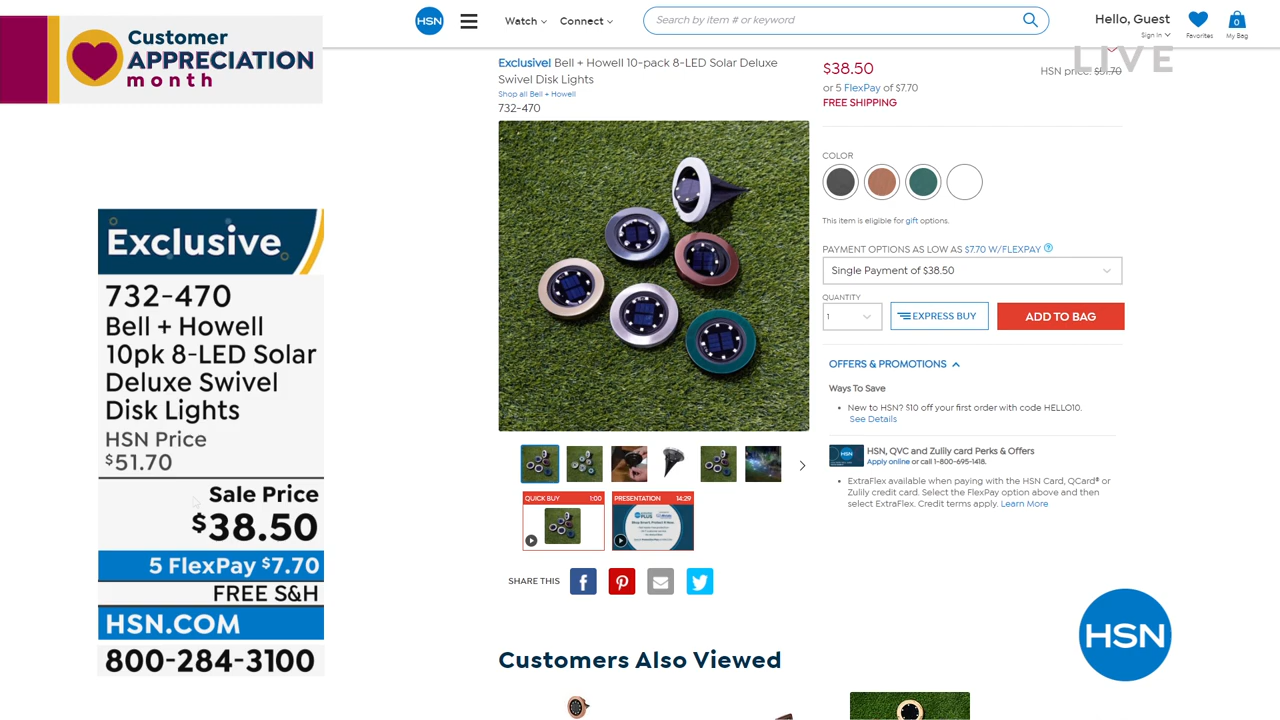 Customer
APPRECIATION
month
HSN
Watch
Connect
Search by item # or keyword
Hello, Guest
Sign In
Favorites
0
My Bag
LIVE
Exclusive! Bell + Howell 10-pack 8-LED Solar Deluxe
Swivel Disk Lights
Shop all Bell + Howell
732-470
$38.50
HSN price: $51.70
or 5 FlexPay of $7.70
FREE SHIPPING
COLOR
This item is eligible for gift options.
PAYMENT OPTIONS AS LOW AS $7.70 W/FLEXPAY ?
Single Payment of $38.50
QUANTITY
1
EXPRESS BUY
ADD TO BAG
OFFERS & PROMOTIONS
Ways To Save
New to HSN? $10 off your first order with code HELLO10.
See Details
HSN, QVC and Zulily card Perks & Offers
Apply online or call 1-800-695-1418.
ExtraFlex available when paying with the HSN Card, QCard® or
Zulily credit card. Select the FlexPay option above and then
select ExtraFlex. Credit terms apply. Learn More
QUICK BUY 1:00
PRESENTATION 14:29
SHARE THIS
Customers Also Viewed
Exclusive
732-470
Bell + Howell
10pk 8-LED Solar
Deluxe Swivel
Disk Lights
HSN Price
$51.70
Sale Price
$38.50
5 FlexPay $7.70
FREE S&H
HSN.COM
800-284-3100
HSN